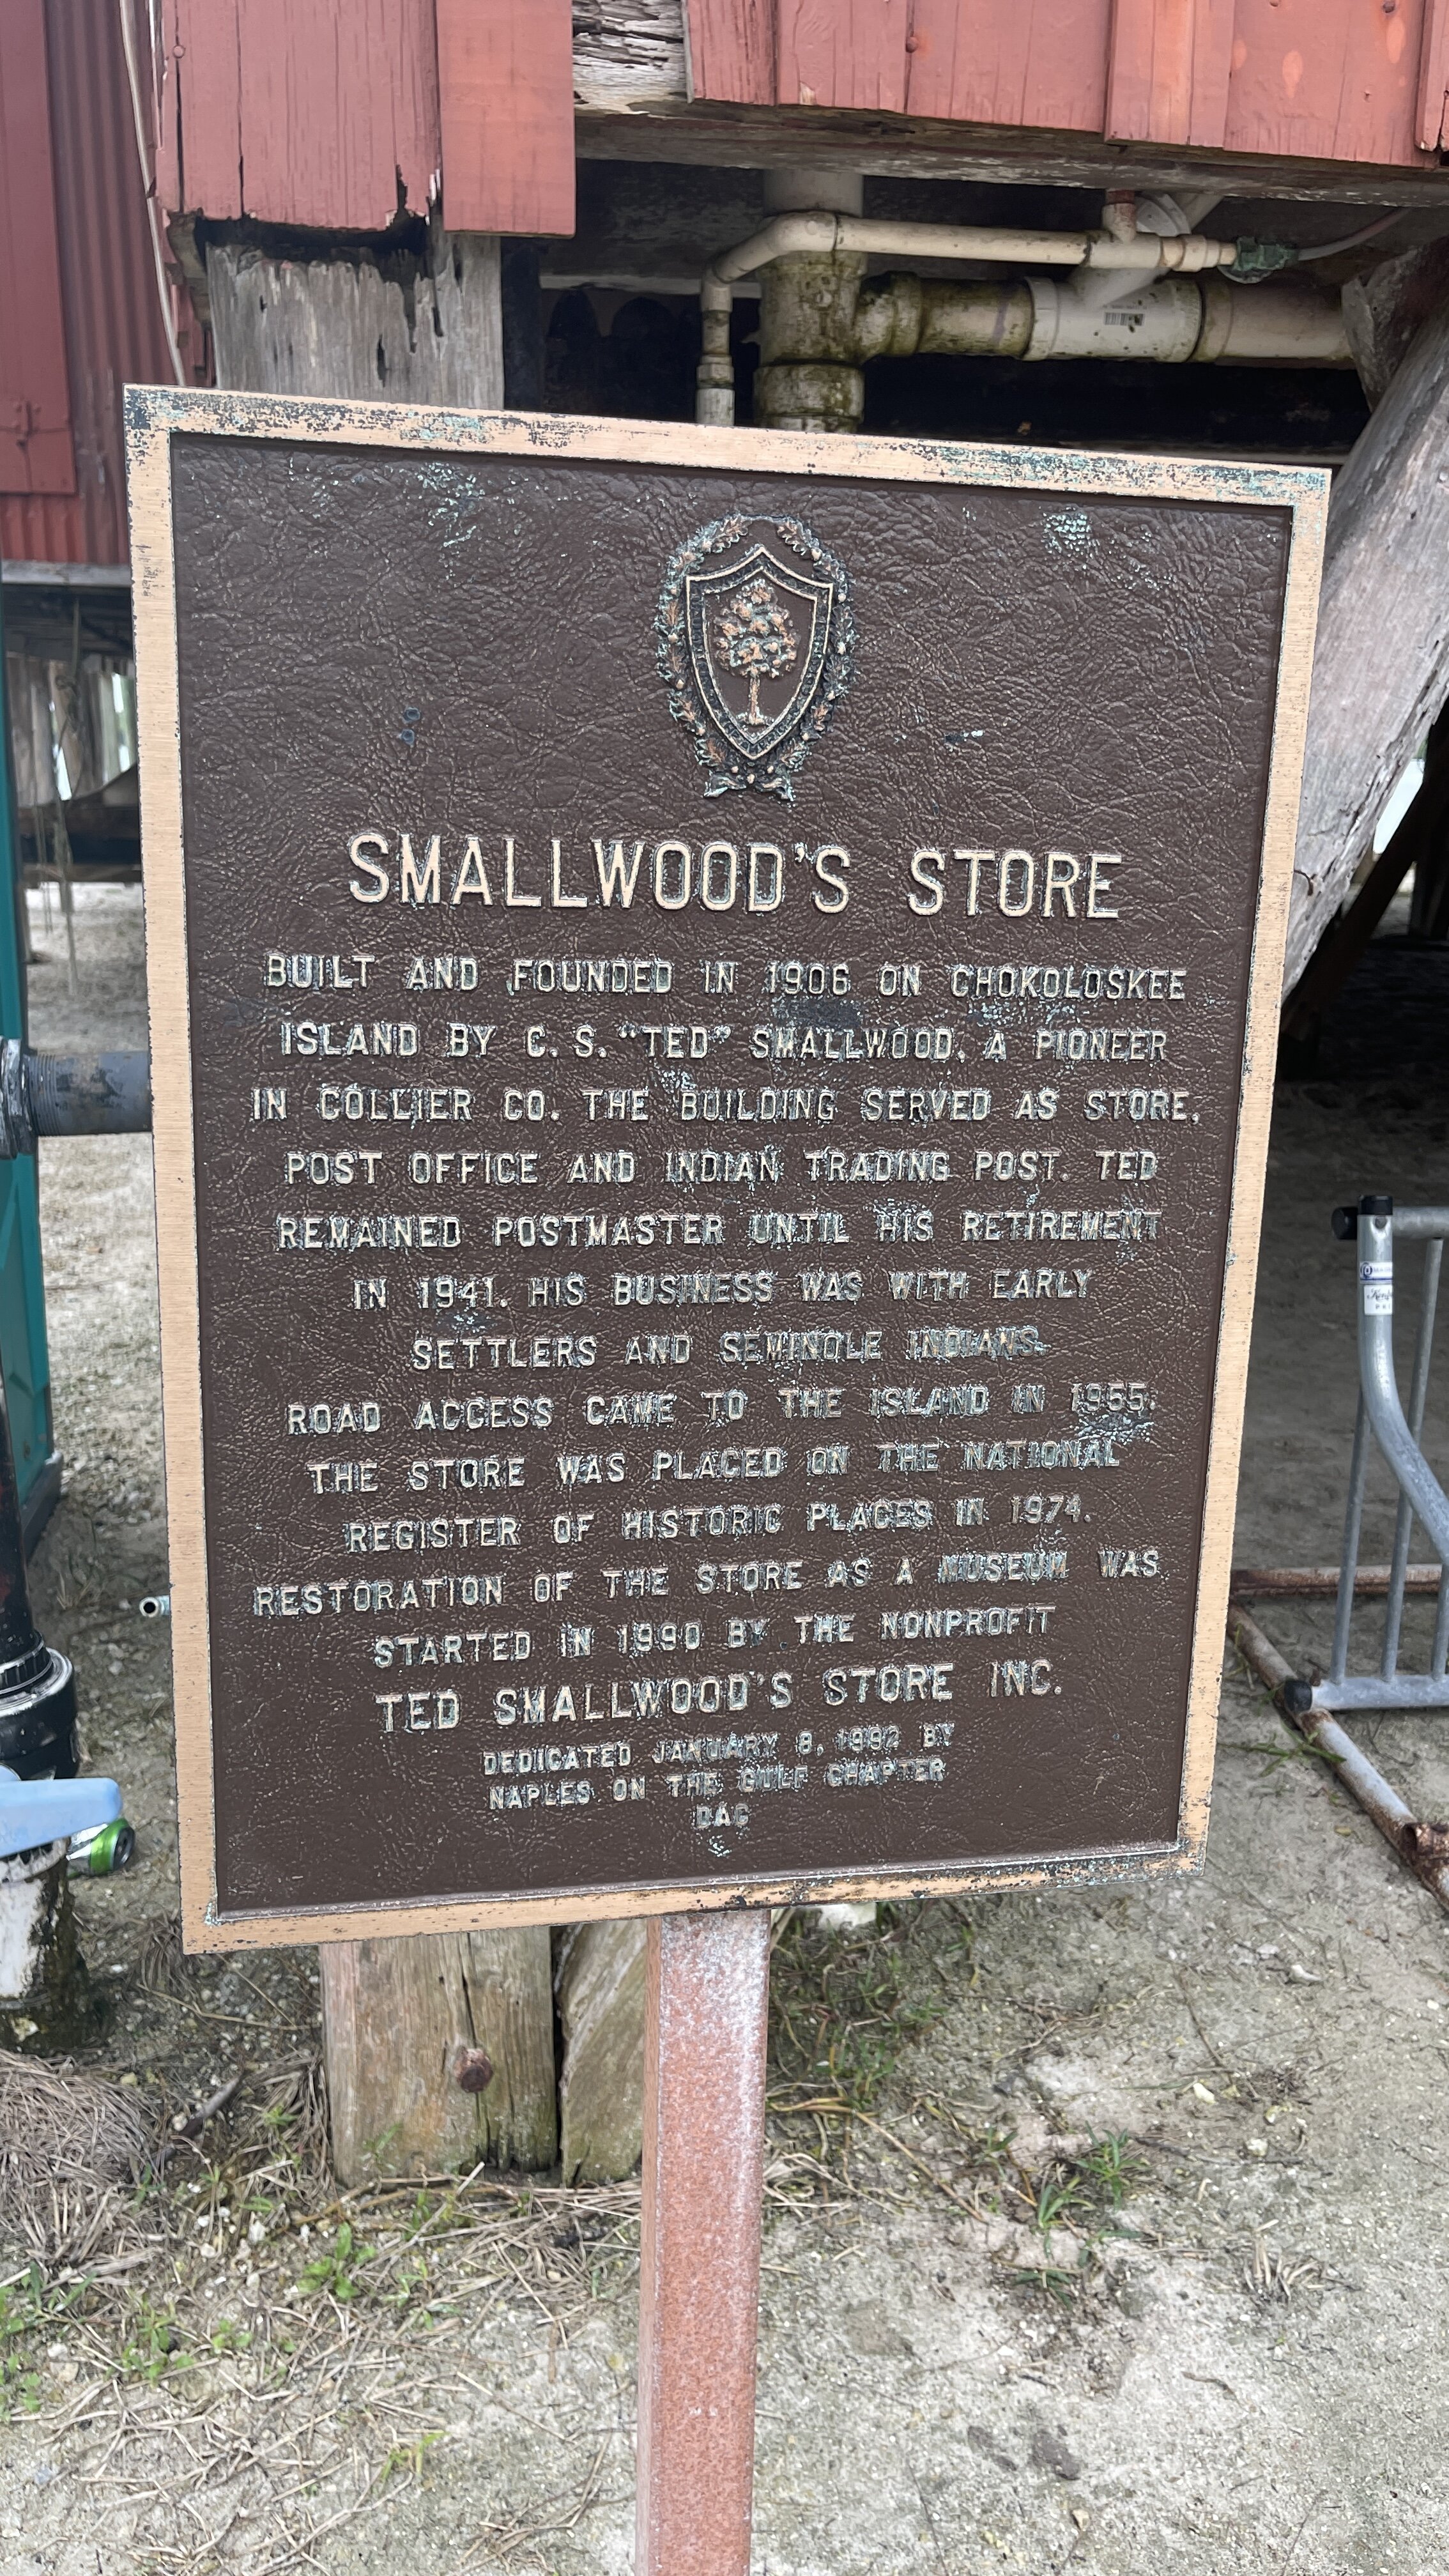 SMALLWOOD'S STORE
BUILT AND FOUNDED IN 1906 ON CHOKOLOSKEE
ISLAND BY C. S. "TED" SMALLWOOD, A PIONEER
IN COLLIER CO. THE BUILDING SERVED AS STORE,
POST OFFICE AND INDIAN TRADING POST. TED
REMAINED POSTMASTER UNTIL HIS RETIREMENT
IN 1941. HIS BUSINESS WAS WITH EARLY
SETTLERS AND SEMINOLE INDIANS.
ROAD ACCESS CAME TO THE ISLAND IN 1955.
THE STORE WAS PLACED ON THE NATIONAL
REGISTER OF HISTORIC PLACES IN 1974.
RESTORATION OF THE STORE AS A MUSEUM WAS
STARTED IN 1990 BY THE NONPROFIT
TED SMALLWOOD'S STORE INC.
DEDICATED JANUARY 8, 1992 BY
NAPLES ON THE GULF CHAPTER
DAC